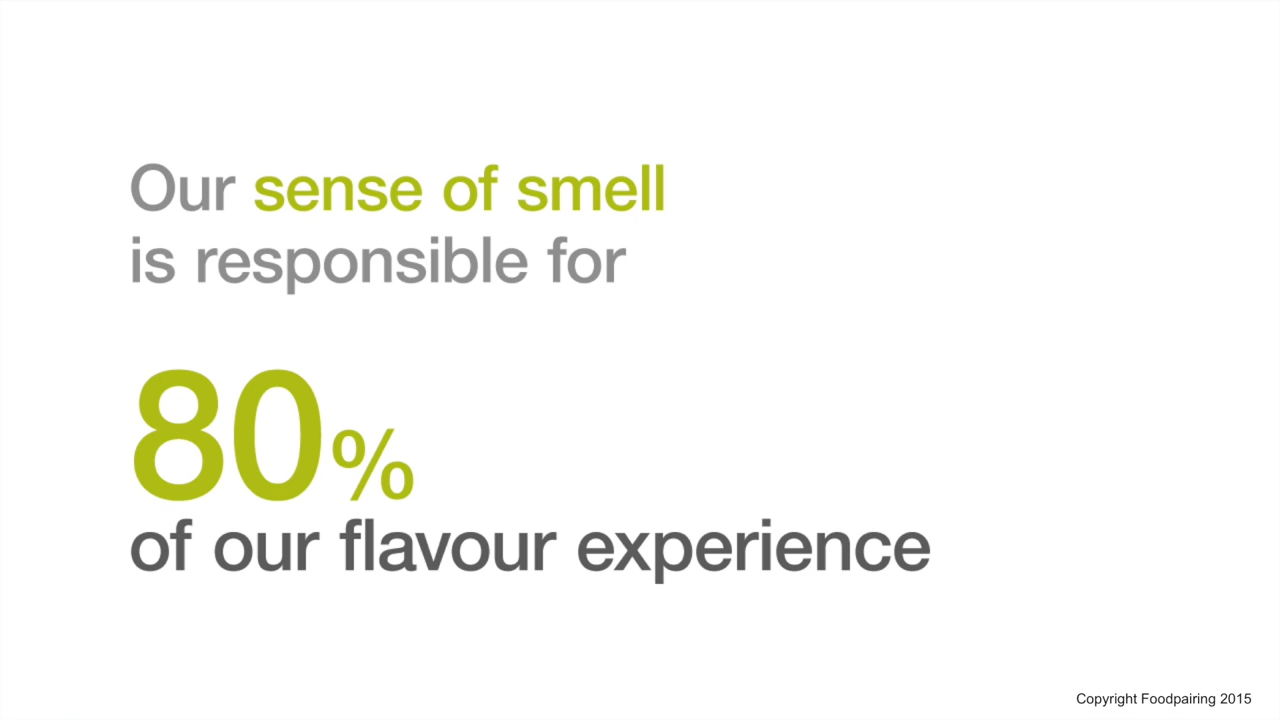 Our sense of smell
is responsible for
80%
of our flavour experience
Copyright Foodpairing 2015